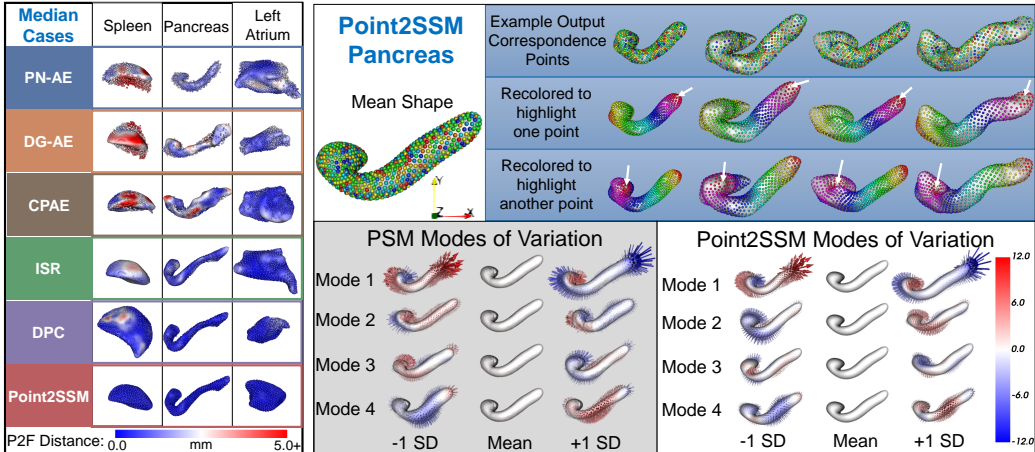 Median
Cases
Spleen
Pancreas
Left
Atrium
PN-AE
DG-AE
CPAE
ISR
DPC
Point2SSM
P2F Distance:
0.0
mm
5.0+
Point2SSM
Pancreas
Mean Shape
Y
Z
X
Example Output
Correspondence
Points
Recolored to
highlight
one point
Recolored to
highlight
another point
PSM Modes of Variation
Mode 1
Mode 2
Mode 3
Mode 4
-1 SD
Mean
+1 SD
Point2SSM Modes of Variation
Mode 1
Mode 2
Mode 3
Mode 4
-1 SD
Mean
+1 SD
12.0
6.0
0.0
-6.0
-12.0